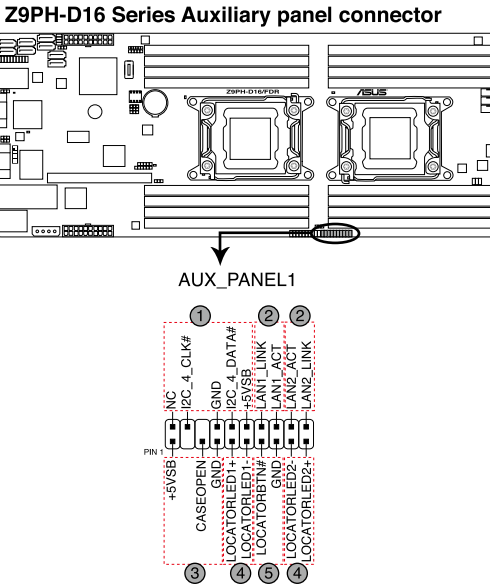 Z9PH-D16 Series Auxiliary panel connector
Z9PH-D16/FDR
ASUS
AUX_PANEL1
1
2
2
NC
I2C_4_CLK#
GND
I2C_4_DATA#
+5VSB
LAN1_LINK
LAN1_ACT
LAN2_ACT
LAN2_LINK
PIN 1
+5VSB
CASEOPEN
GND
LOCATORLED1+
LOCATORLED1-
LOCATORBTN#
GND
LOCATORLED2-
LOCATORLED2+
3
4
5
4